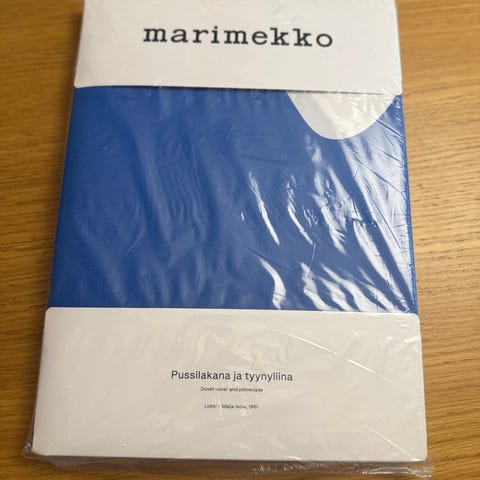 marimekko
Pussilakana ja tyynyliina
Duvet cover and pillowcase
Lokki – Maija Isola, 1961